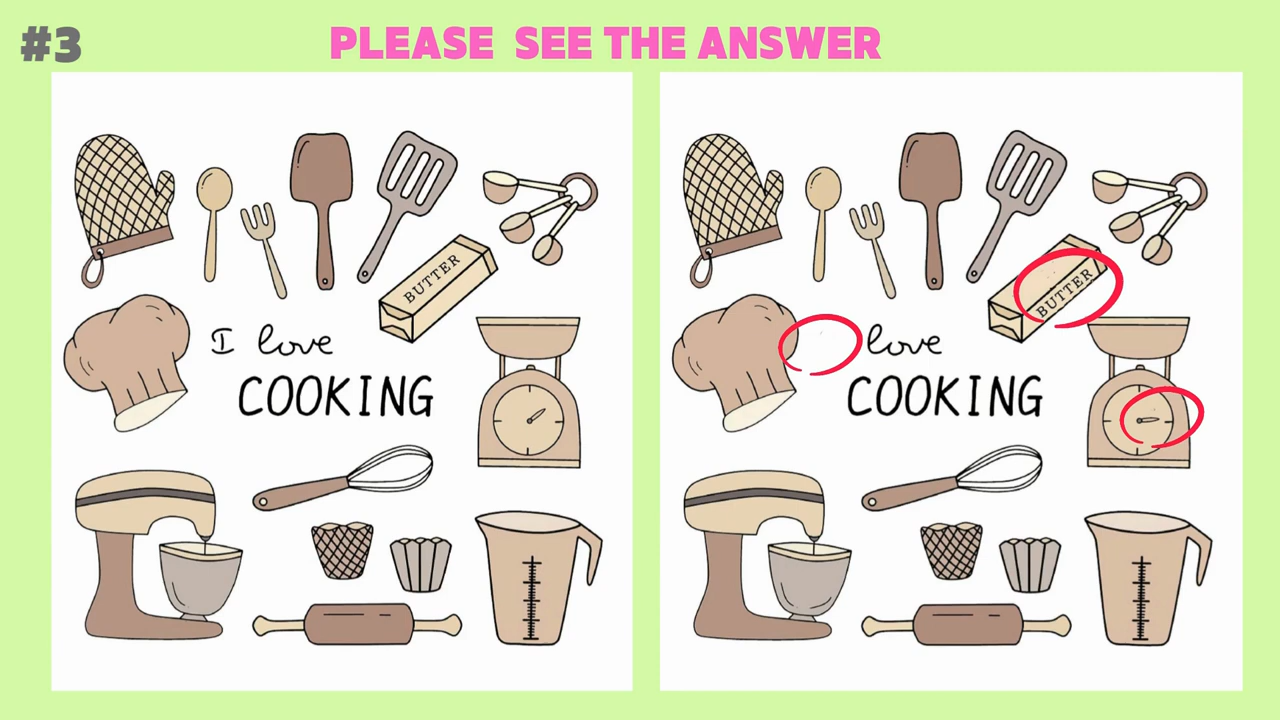 #3
PLEASE SEE THE ANSWER
BUTTER
I love
COOKING
BUTTER
love
COOKING